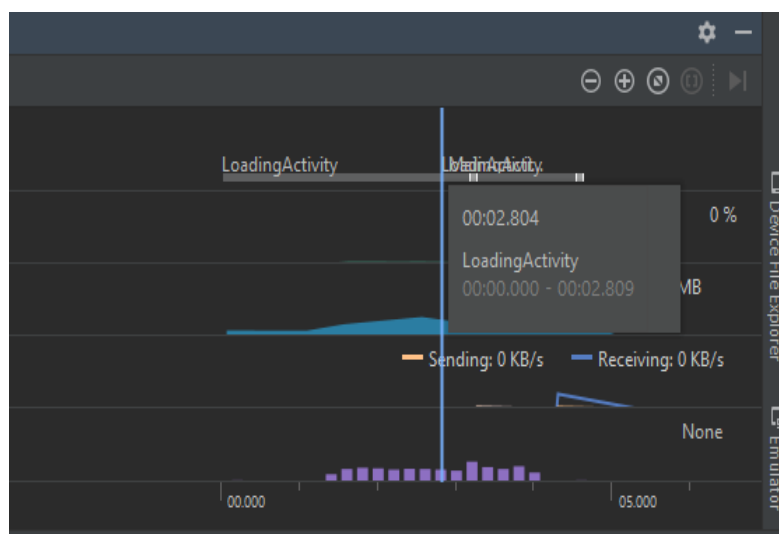 LoadingActivity
00:02.804
0 %
LoadingActivity
00:00.000 - 00:02.809
MB
Sending: 0 KB/s
Receiving: 0 KB/s
None
00.000
05.000
Device File Explorer
Emulator